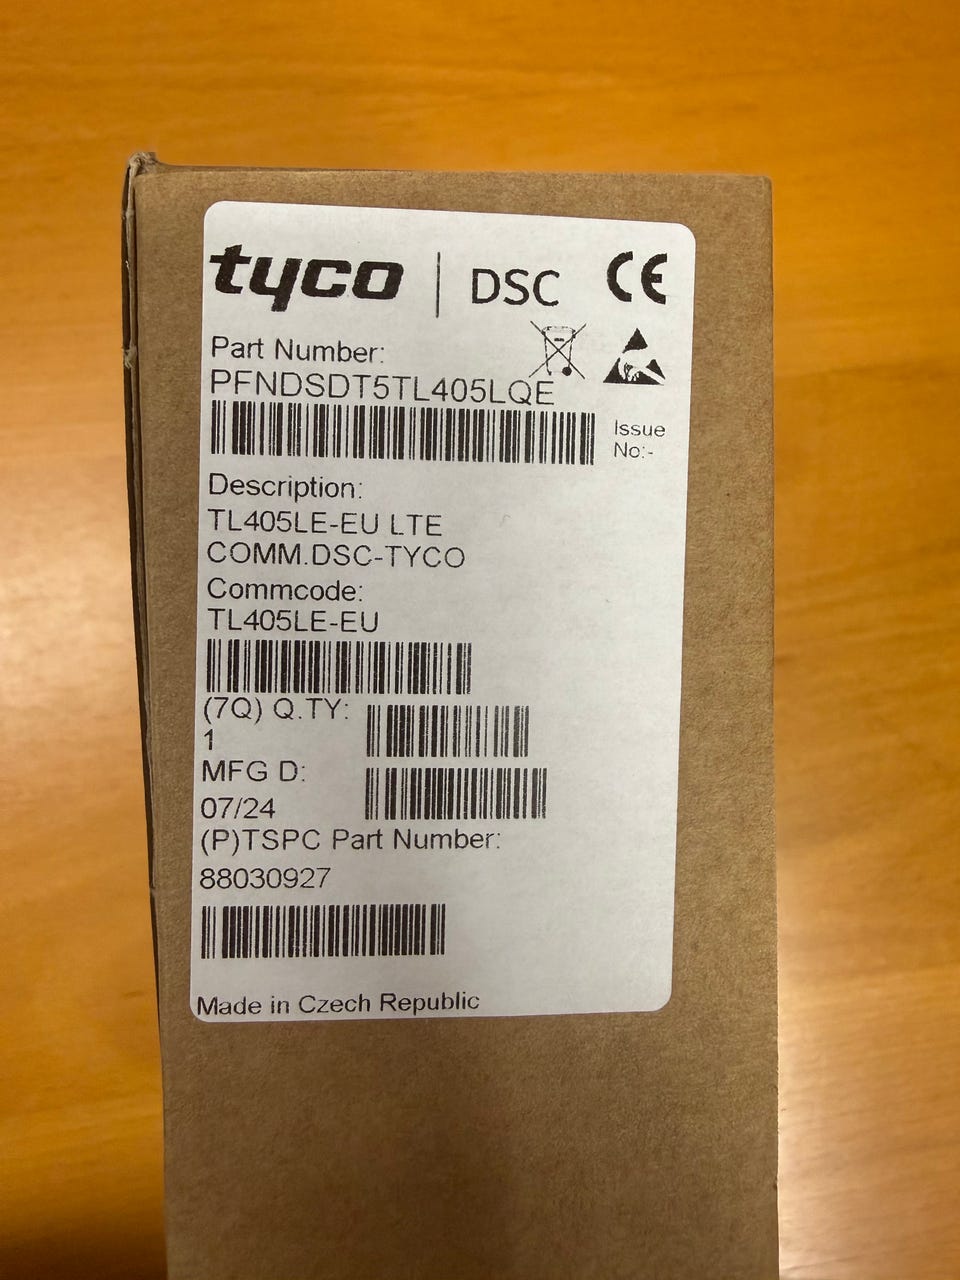 tyco | DSC CE
Part Number:
PFNDSDT5TL405LQE
Issue
No:-
Description:
TL405LE-EU LTE
COMM.DSC-TYCO
Commcode:
TL405LE-EU
(7Q) Q.TY:
1
MFG D:
07/24
(P)TSPC Part Number:
88030927
Made in Czech Republic